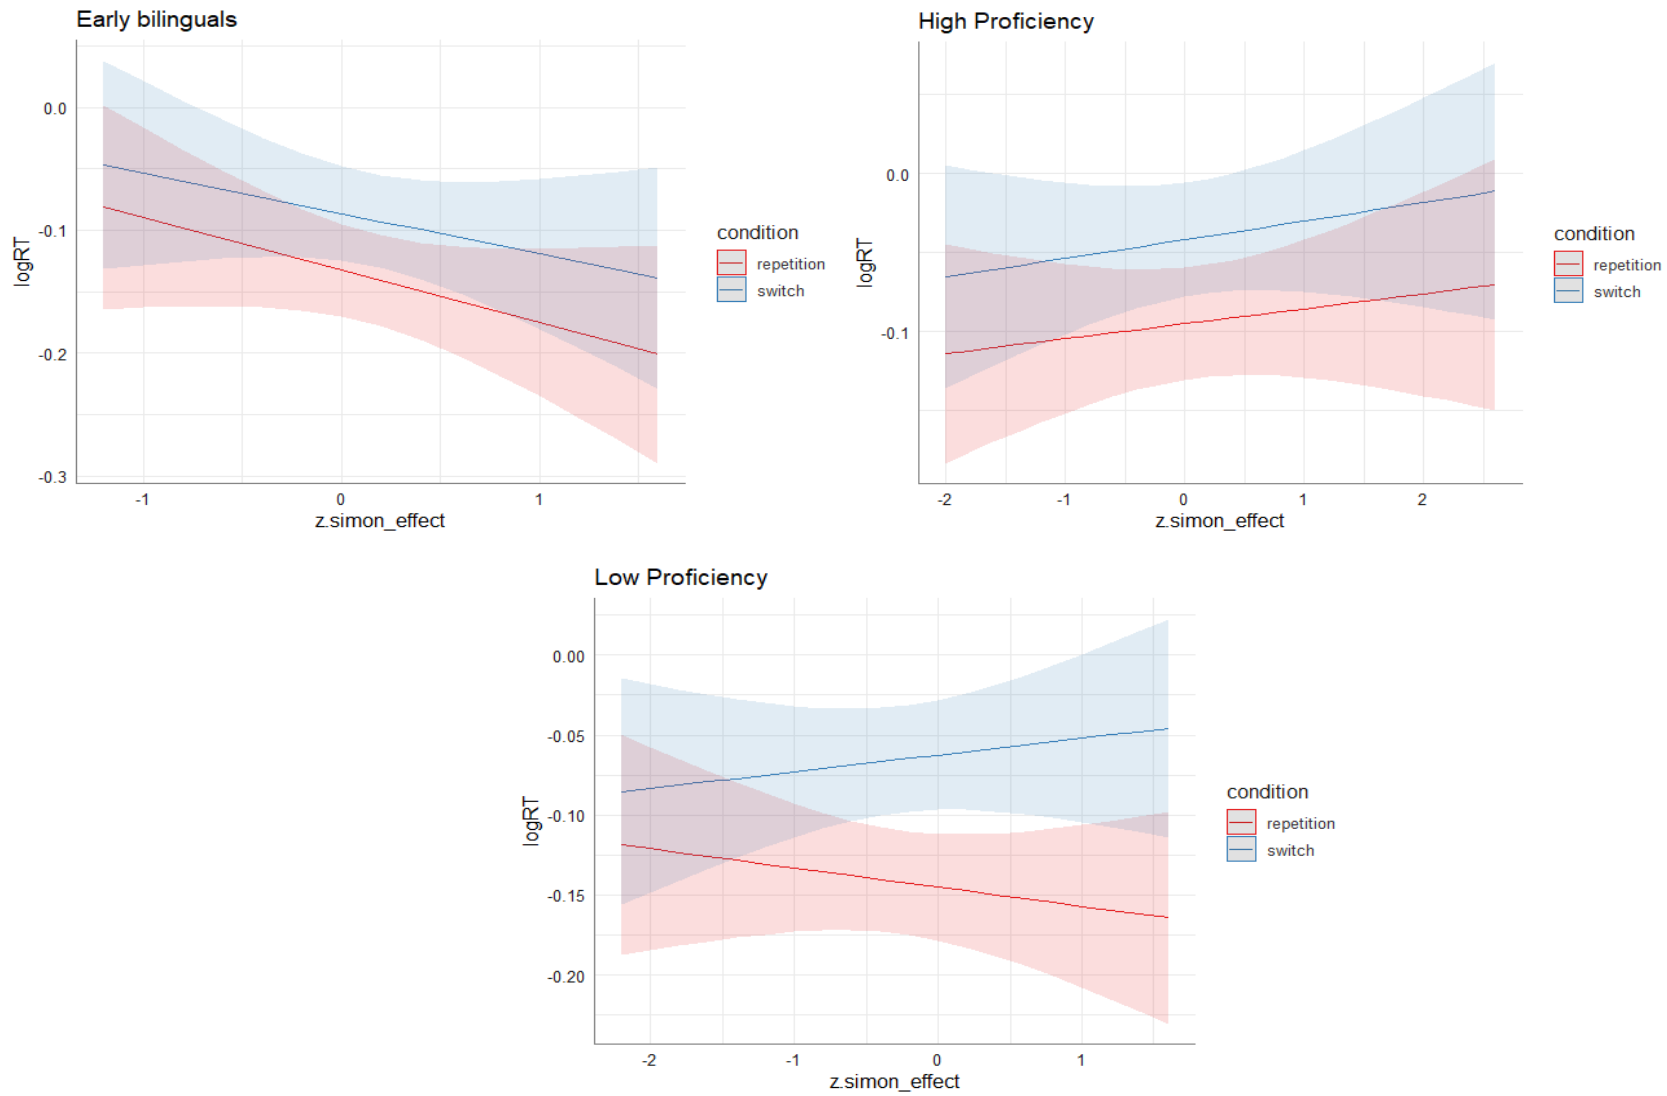 Early bilinguals
0.0
-0.1
-0.2
-0.3
logRT
-1
0
1
z.simon_effect
condition
repetition
switch
High Proficiency
0.0
-0.1
logRT
-2
-1
0
1
2
z.simon_effect
condition
repetition
switch
Low Proficiency
0.00
-0.05
-0.10
-0.15
-0.20
logRT
-2
-1
0
1
z.simon_effect
condition
repetition
switch